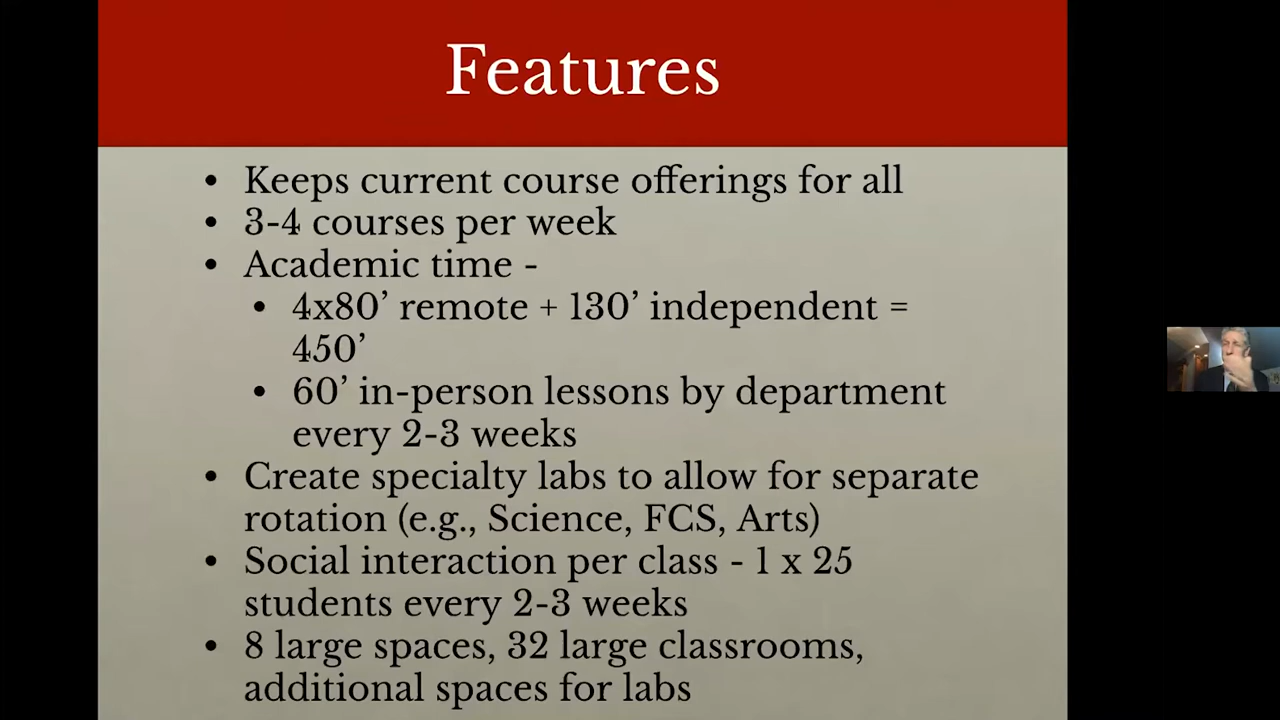 Features
• Keeps current course offerings for all
• 3-4 courses per week
• Academic time -
• 4x80’ remote + 130’ independent =
450’
• 60’ in-person lessons by department
every 2-3 weeks
• Create specialty labs to allow for separate
rotation (e.g., Science, FCS, Arts)
• Social interaction per class - 1 x 25
students every 2-3 weeks
• 8 large spaces, 32 large classrooms,
additional spaces for labs